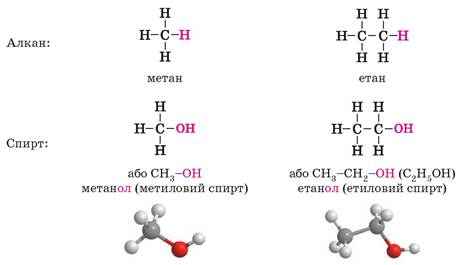 Алкан:
H H H
H–C–H H–C–C–H
H H H
метан етан
Спирт:
H H H
H–C–OH H–C–C–OH
H H H
або CH₃–OH або CH₃–CH₂–OH (C₂H₅OH)
метанол (метиловий спирт) етанол (етиловий спирт)